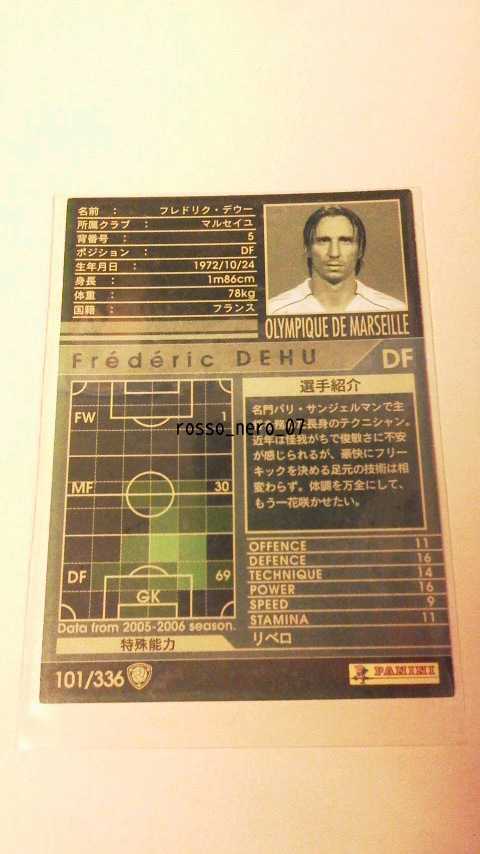 名前 : フレドリク・デウー
所属クラブ : マルセイユ
背番号 : 5
ポジション : DF
生年月日 : 1972/10/24
身長 : 1m86cm
体重 : 78kg
国籍 : フランス
OLYMPIQUE DE MARSEILLE
Frédéric DEHU DF
FW 1
MF 30
DF 69
GK
Data from 2005-2006 season.
特殊能力
選手紹介
名門パリ・サンジェルマンで主
長身のテクニシャン。
近年は怪我がちで俊敏さに不安
が感じられるが、豪快にフリー
キックを決める足元の技術は相
変わらず。体調を万全にして、
もう一花咲かせたい。
rosso_nero_07
OFFENCE 11
DEFENCE 16
TECHNIQUE 14
POWER 16
SPEED 9
STAMINA 11
リベロ
101/336
PANINI